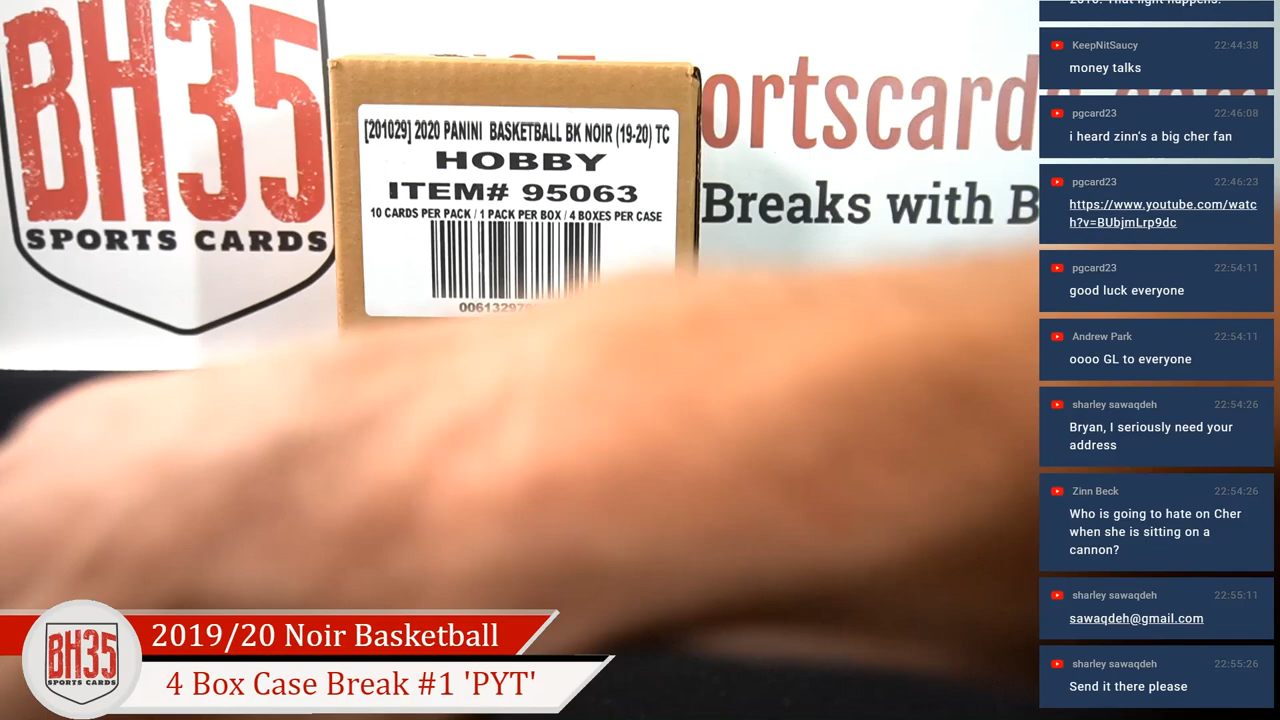 BH35
SPORTS CARDS
ortscard
Breaks with B
[201029] 2020 PANINI BASKETBALL BK NOIR (19-20) TC
HOBBY
ITEM# 95063
10 CARDS PER PACK / 1 PACK PER BOX / 4 BOXES PER CASE
2019/20 Noir Basketball
4 Box Case Break #1 'PYT'
BH35
SPORTS CARDS
KeepNitSaucy 22:44:38
money talks
pgcard23 22:46:08
i heard zinn's a big cher fan
pgcard23 22:46:23
https://www.youtube.com/watc
h?v=BUbjmLrp9dc
pgcard23 22:54:11
good luck everyone
Andrew Park 22:54:11
oooo GL to everyone
sharley sawaqdeh 22:54:26
Bryan, I seriously need your
address
Zinn Beck 22:54:26
Who is going to hate on Cher
when she is sitting on a
cannon?
sharley sawaqdeh 22:55:11
sawaqdeh@gmail.com
sharley sawaqdeh 22:55:26
Send it there please